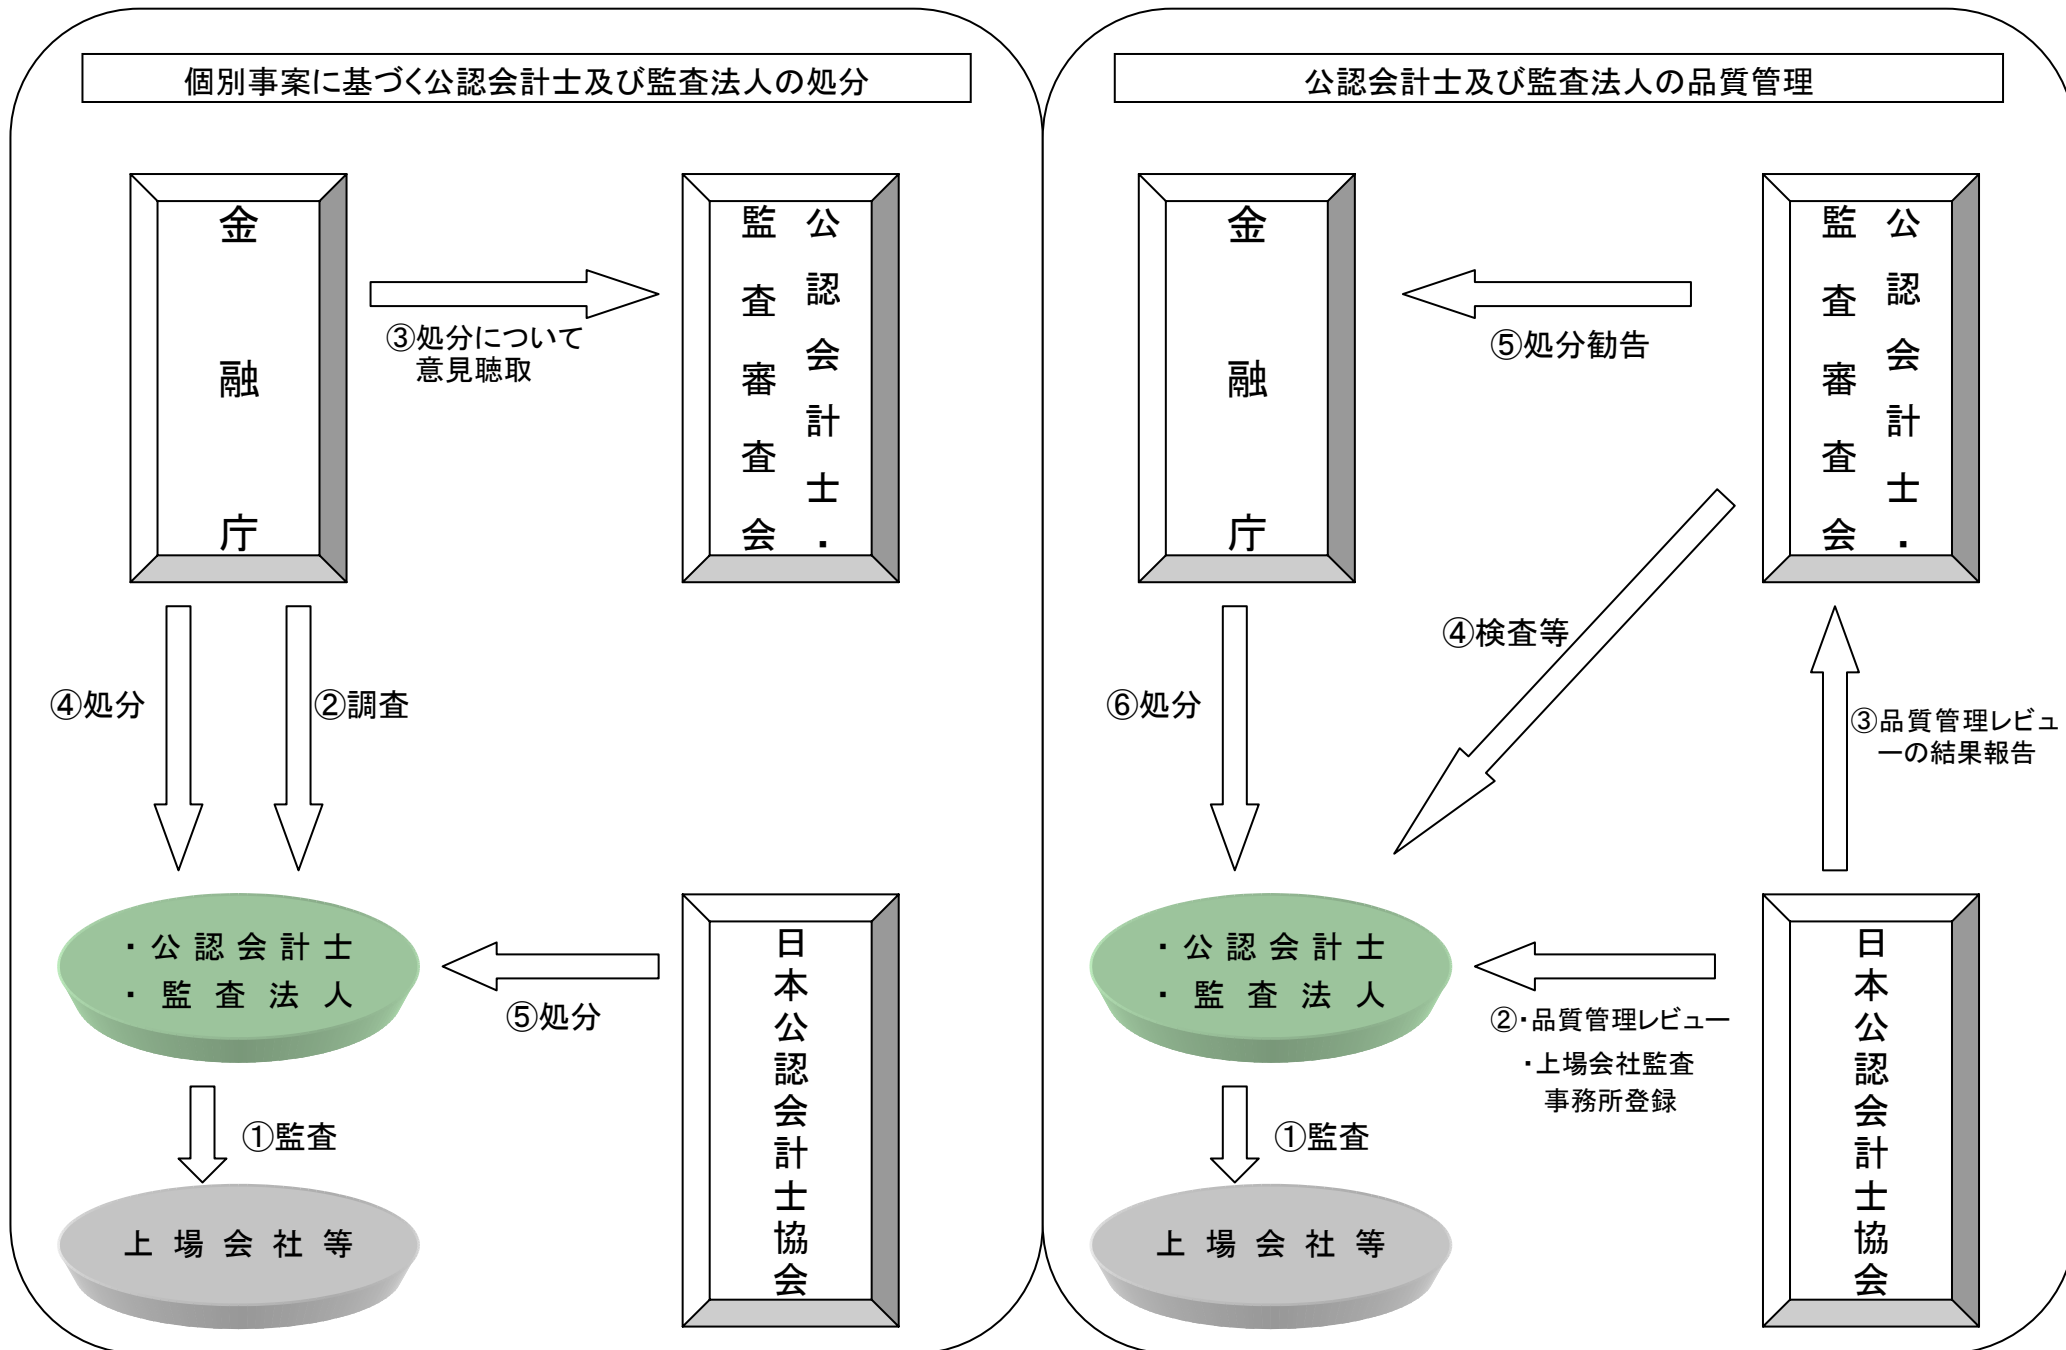 個別事案に基づく公認会計士及び監査法人の処分
金融庁
公認会計士・
監査審査会
③処分について
意見聴取
④処分
②調査
・公認会計士
・監査法人
⑤処分
日本公認会計士協会
①監査
上場会社等
公認会計士及び監査法人の品質管理
金融庁
公認会計士・
監査審査会
⑤処分勧告
④検査等
⑥処分
③品質管理レビュ
ーの結果報告
・公認会計士
・監査法人
②・品質管理レビュー
・上場会社監査
事務所登録
日本公認会計士協会
①監査
上場会社等